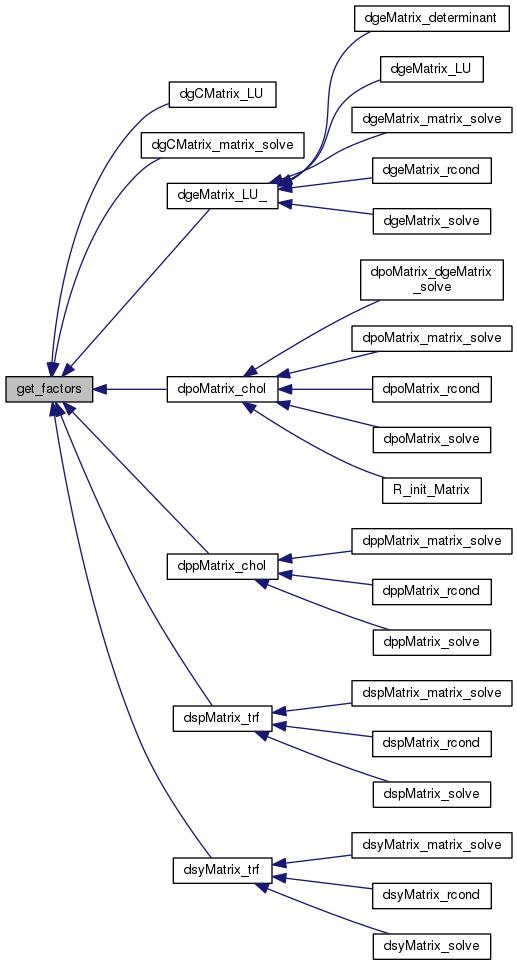 dgeMatrix_determinant
dgeMatrix_LU
dgCMatrix_LU
dgeMatrix_matrix_solve
dgCMatrix_matrix_solve
dgeMatrix_rcond
dgeMatrix_LU_
dgeMatrix_solve
dpoMatrix_dgeMatrix
_solve
dpoMatrix_matrix_solve
get_factors
dpoMatrix_chol
dpoMatrix_rcond
dpoMatrix_solve
R_init_Matrix
dppMatrix_matrix_solve
dppMatrix_chol
dppMatrix_rcond
dppMatrix_solve
dspMatrix_matrix_solve
dspMatrix_trf
dspMatrix_rcond
dspMatrix_solve
dsyMatrix_matrix_solve
dsyMatrix_trf
dsyMatrix_rcond
dsyMatrix_solve